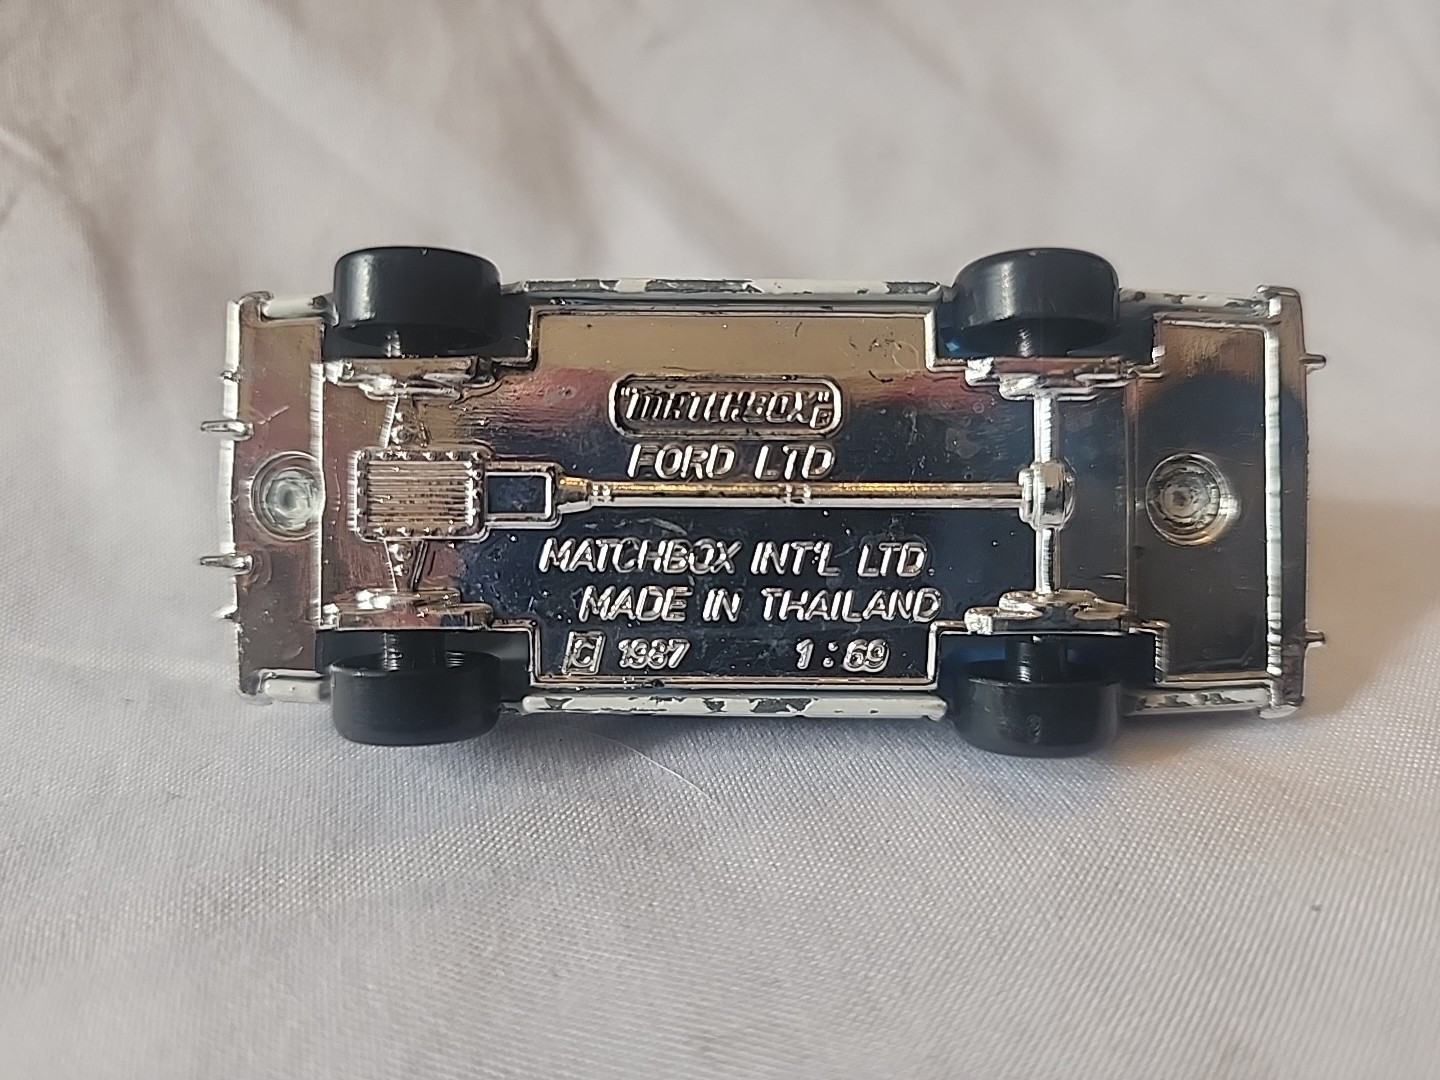 "MATCHBOX"®
FORD LTD
MATCHBOX INT'L LTD.
MADE IN THAILAND
© 1987 1:69